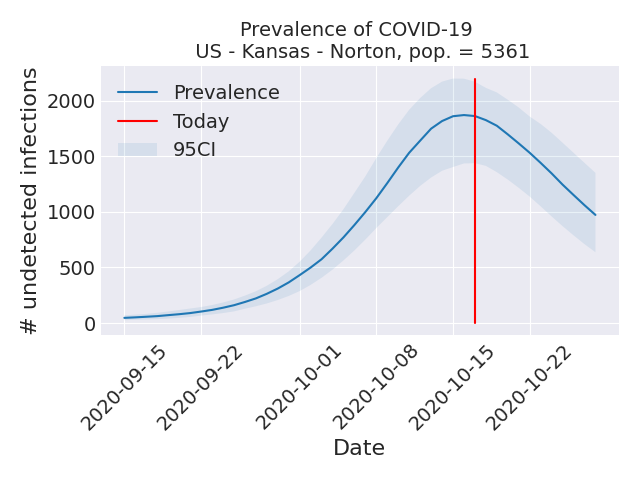 Prevalence of COVID-19
US - Kansas - Norton, pop. = 5361
# undetected infections
2000
1500
1000
500
0
Prevalence
Today
95CI
2020-09-15
2020-09-22
2020-10-01
2020-10-08
2020-10-15
2020-10-22
Date